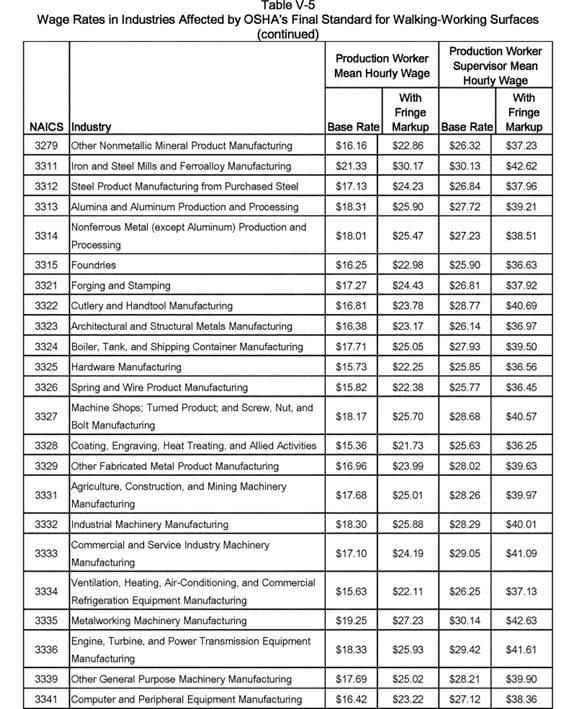 Table V-5
Wage Rates in Industries Affected by OSHA's Final Standard for Walking-Working Surfaces
(continued)
Production Worker
Mean Hourly Wage
Production Worker
Supervisor Mean
Hourly Wage
NAICS Industry Base Rate With Fringe Markup Base Rate With Fringe Markup
3279 Other Nonmetallic Mineral Product Manufacturing $16.16 $22.86 $26.32 $37.23
3311 Iron and Steel Mills and Ferroalloy Manufacturing $21.33 $30.17 $30.13 $42.62
3312 Steel Product Manufacturing from Purchased Steel $17.13 $24.23 $26.84 $37.96
3313 Alumina and Aluminum Production and Processing $18.31 $25.90 $27.72 $39.21
3314 Nonferrous Metal (except Aluminum) Production and
Processing $18.01 $25.47 $27.23 $38.51
3315 Foundries $16.25 $22.98 $25.90 $36.63
3321 Forging and Stamping $17.27 $24.43 $26.81 $37.92
3322 Cutlery and Handtool Manufacturing $16.81 $23.78 $28.77 $40.69
3323 Architectural and Structural Metals Manufacturing $16.38 $23.17 $26.14 $36.97
3324 Boiler, Tank, and Shipping Container Manufacturing $17.71 $25.05 $27.93 $39.50
3325 Hardware Manufacturing $15.73 $22.25 $25.85 $36.56
3326 Spring and Wire Product Manufacturing $15.82 $22.38 $25.77 $36.45
3327 Machine Shops; Turned Product; and Screw, Nut, and
Bolt Manufacturing $18.17 $25.70 $28.68 $40.57
3328 Coating, Engraving, Heat Treating, and Allied Activities $15.36 $21.73 $25.63 $36.25
3329 Other Fabricated Metal Product Manufacturing $16.96 $23.99 $28.02 $39.63
3331 Agriculture, Construction, and Mining Machinery
Manufacturing $17.68 $25.01 $28.26 $39.97
3332 Industrial Machinery Manufacturing $18.30 $25.88 $28.29 $40.01
3333 Commercial and Service Industry Machinery
Manufacturing $17.10 $24.19 $29.05 $41.09
3334 Ventilation, Heating, Air-Conditioning, and Commercial
Refrigeration Equipment Manufacturing $15.63 $22.11 $26.25 $37.13
3335 Metalworking Machinery Manufacturing $19.25 $27.23 $30.14 $42.63
3336 Engine, Turbine, and Power Transmission Equipment
Manufacturing $18.33 $25.93 $29.42 $41.61
3339 Other General Purpose Machinery Manufacturing $17.69 $25.02 $28.21 $39.90
3341 Computer and Peripheral Equipment Manufacturing $16.42 $23.22 $27.12 $38.36